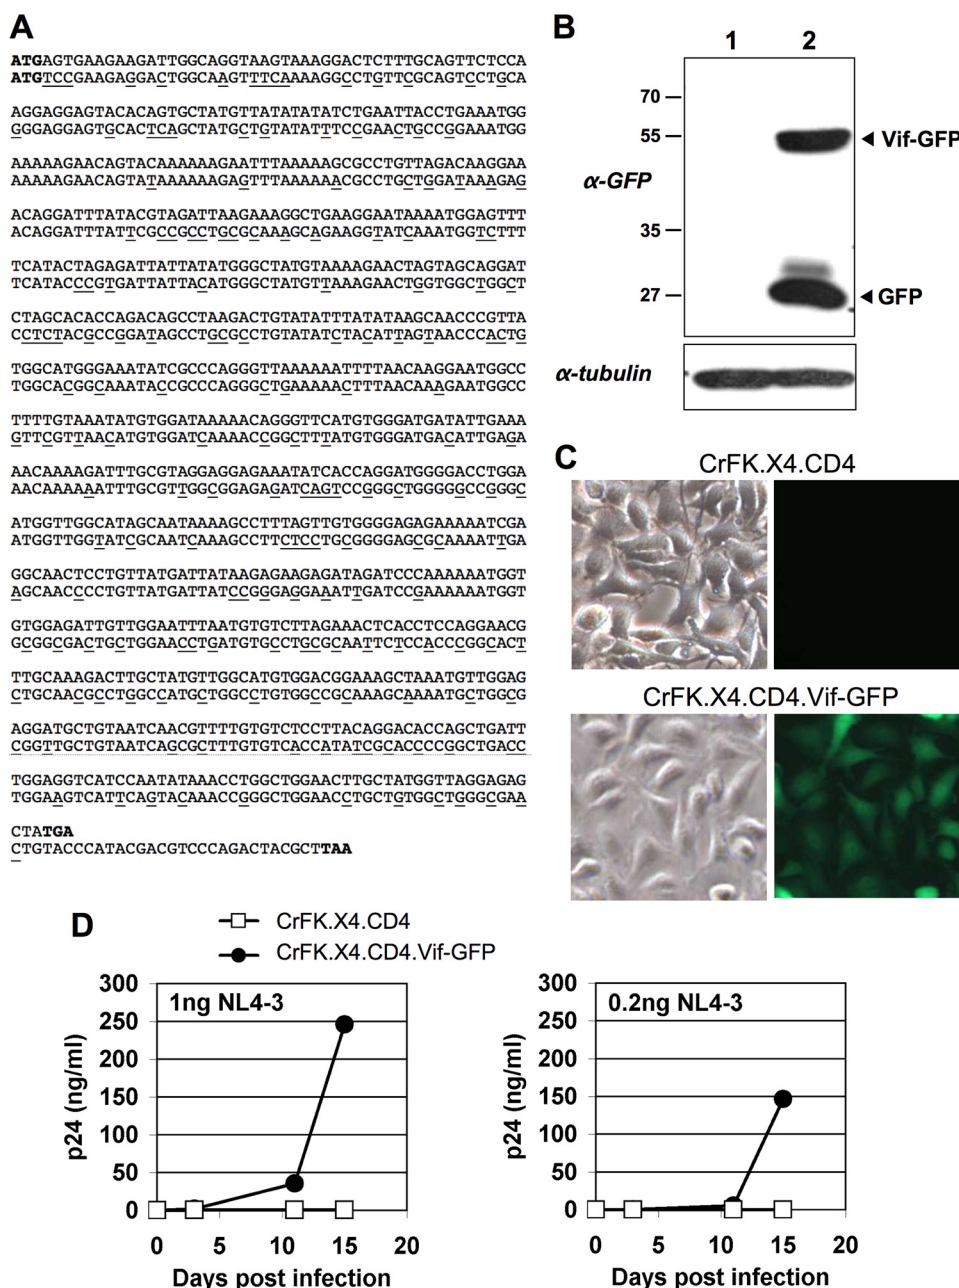 A
ATGAGTGAAGAAGATTGGCAGGTAAGTAAAGGACTCTTTGCAGTTCTCCA
ATGTCCGAAGAGGACTGGCAAGTTTCAAAAGGCCTGTTCGCAGTCCTGCA
AGGAGGAGTACACAGTGCTATGTTATATATATCTGAATTACCTGAAATGG
GGGAGGAGTGCACTCAGCTATGCTGTATATTTCCGAACTGCCGGAAATGG
AAAAAGAACAGTACAAAAAAGAATTTAAAAAGCGCCTGTTAGACAAGGAA
AAAAAGAACAGTATAAAAAAGAGTTTAAAAAACGCCTGCTGGATAAAGAG
ACAGGATTTATACGTAGATTAAGAAAGGCTGAAGGAATAAAATGGAGTTT
ACAGGATTTATTCGCCGCCTGCGCAAAGCAGAAGGTATCAAATGGTCTTT
TCATACTAGAGATTATTATATGGGCTATGTAAAAGAACTAGTAGCAGGAT
TCATACCCGTGATTATTACATGGGCTATGTTAAAGAACTGGTGGCTGGCT
CTAGCACACCAGACAGCCTAAGACTGTATATTTATATAAGCAACCCGTTA
CCTCTACGCCGGATAGCCTGCGCCTGTATATCTACATTAGTAACCCACTG
TGGCATGGGAAATATCGCCCAGGGTTAAAAAATTTTAACAAGGAATGGCC
TGGCACGGCAAATACCGCCCAGGGCTGAAAAACTTTAACAAAGAATGGCC
TTTTGTAAATATGTGGATAAAAACAGGGTTCATGTGGGATGATATTGAAA
GTTCGTTAACATGTGGATCAAAACCGGCTTTATGTGGGATGACATTGAGA
AACAAAAGATTTGCGTAGGAGGAGAAATATCACCAGGATGGGGACCTGGA
AACAAAAAATTTGCGTTGGCGGAGAGATCAGTCCGGGCTGGGGGCCGGGC
ATGGTTGGCATAGCAATAAAAGCCTTTAGTTGTGGGGAGAGAAAAATCGA
ATGGTTGGTATCGCAATCAAAGCCTTCTCCTGCGGGGAGCGCAAAATTGA
GGCAACTCCTGTTATGATTATAAGAGAAGAGATAGATCCCAAAAAATGGT
AGCAACCCCTGTTATGATTATCCGGGAGGAAATTGATCCGAAAAAATGGT
GTGGAGATTGTTGGAATTTAATGTGTCTTAGAAACTCACCTCCAGGAACG
GCGGCGACTGCTGGAACCTGATGTGCCTGCGCAATTCTCCACCCGGCACT
TTGCAAAGACTTGCTATGTTGGCATGTGGACGGAAAGCTAAATGTTGGAG
CTGCAACGCCTGGCCATGCTGGCCTGTGGCCGCAAAGCAAAATGCTGGCG
AGGATGCTGTAATCAACGTTTTGTGTCTCCTTACAGGACACCAGCTGATT
CGGTTGCTGTAATCAGCGCTTTGTGTCACCATATCGCACCCCGGCTGACC
TGGAGGTCATCCAATATAAACCTGGCTGGAACTTGCTATGGTTAGGAGAG
TGGAAGTCATTCAGTACAAACCGGGCTGGAACCTGCTGTGGCTGGGCGAA
CTATGA
CTGTACCCATACGACGTCCCAGACTACGCTTAA
B
1 2
70
55
35
27
α-GFP
Vif-GFP
GFP
α-tubulin
C
CrFK.X4.CD4
CrFK.X4.CD4.Vif-GFP
D
CrFK.X4.CD4
CrFK.X4.CD4.Vif-GFP
1ng NL4-3
p24 (ng/ml)
300
250
200
150
100
50
0
0 5 10 15 20
Days post infection
0.2ng NL4-3
p24 (ng/ml)
300
250
200
150
100
50
0
0 5 10 15 20
Days post infection